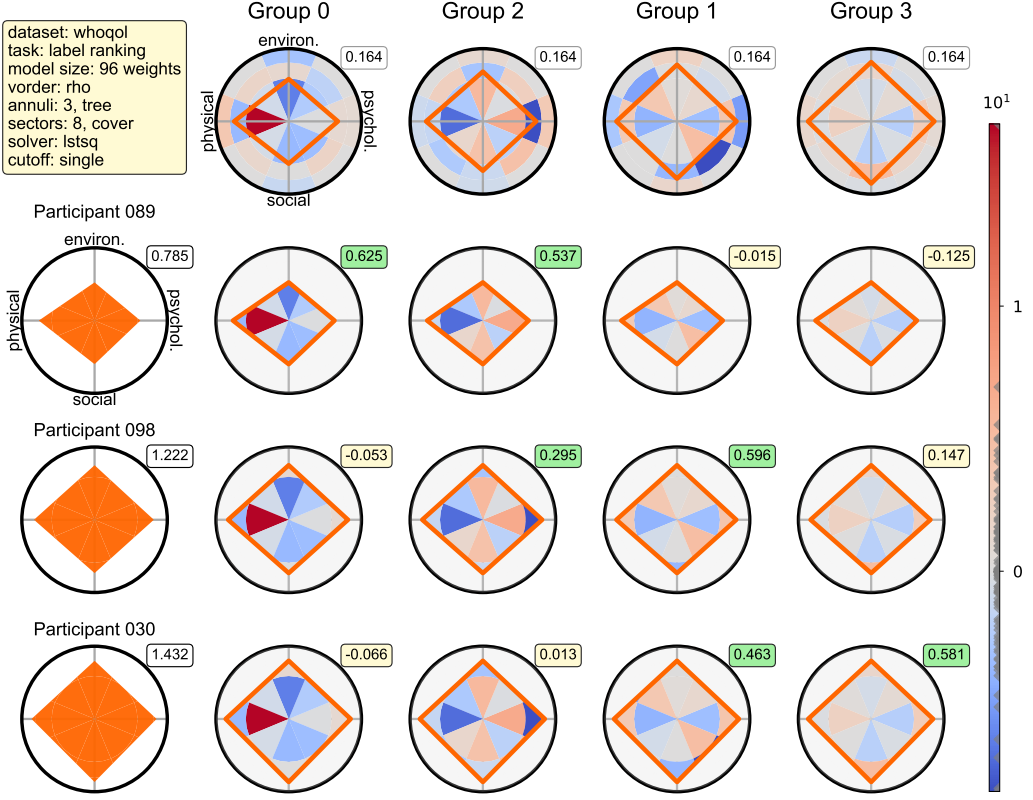 Group 0
Group 2
Group 1
Group 3
dataset: whoqol
task: label ranking
model size: 96 weights
vorder: rho
annuli: 3, tree
sectors: 8, cover
solver: lstsq
cutoff: single
environ.
physical
psychol.
social
0.164
0.164
0.164
0.164
10¹
1
0
Participant 089
environ.
physical
psychol.
social
0.785
0.625
0.537
-0.015
-0.125
Participant 098
1.222
-0.053
0.295
0.596
0.147
Participant 030
1.432
-0.066
0.013
0.463
0.581